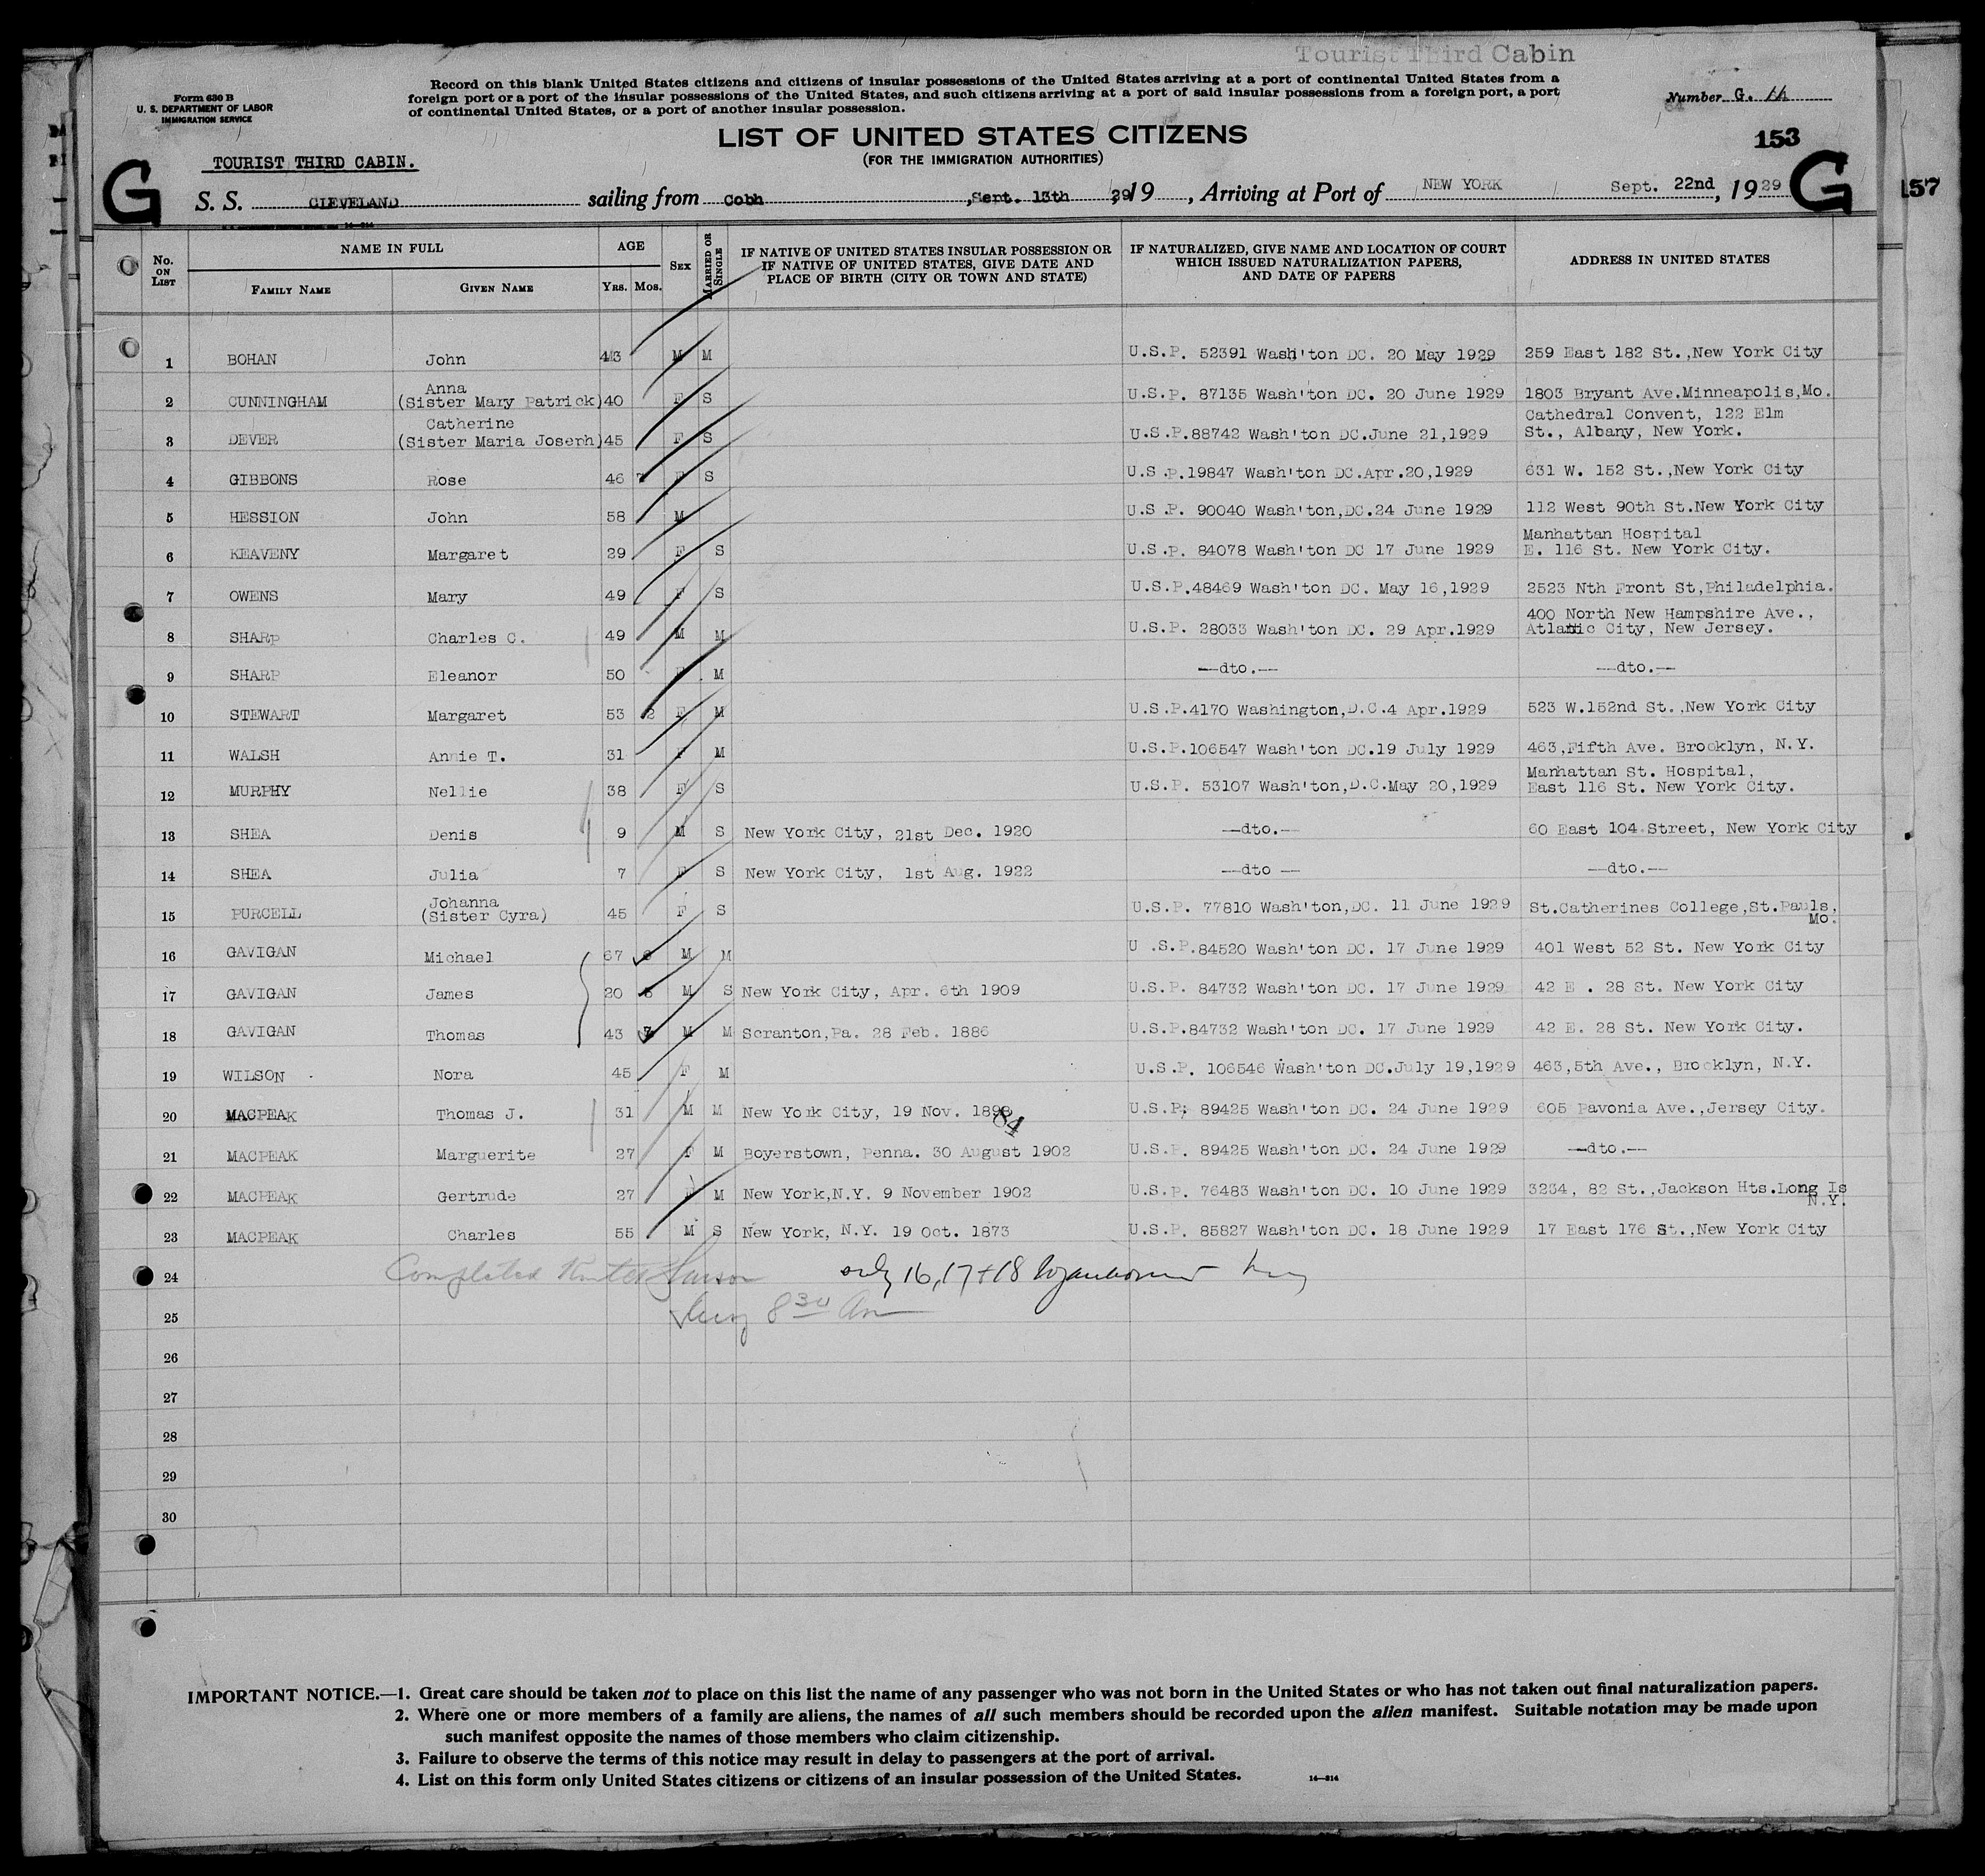 Tourist Third Cabin
Form 630 B
U. S. DEPARTMENT OF LABOR
IMMIGRATION SERVICE
Record on this blank United States citizens and citizens of insular possessions of the United States arriving at a port of continental United States from a
foreign port or a port of the insular possessions of the United States, and such citizens arriving at a port of said insular possessions from a foreign port, a port
of continental United States, or a port of another insular possession.
Number G.
LIST OF UNITED STATES CITIZENS
(FOR THE IMMIGRATION AUTHORITIES)
153
TOURIST THIRD CABIN.
G S. S. CLEVELAND sailing from Cobh, Sept. 13th 29, 19 , Arriving at Port of NEW YORK Sept. 22nd, 1929 G 157
No. ON LIST NAME IN FULL FAMILY NAME GIVEN NAME AGE YRS. MOS. SEX MARRIED OR SINGLE
IF NATIVE OF UNITED STATES INSULAR POSSESSION OR
IF NATIVE OF UNITED STATES, GIVE DATE AND
PLACE OF BIRTH (CITY OR TOWN AND STATE)
IF NATURALIZED, GIVE NAME AND LOCATION OF COURT
WHICH ISSUED NATURALIZATION PAPERS,
AND DATE OF PAPERS
ADDRESS IN UNITED STATES
1 BOHAN John 43 M M U.S.P. 52391 Wash'ton DC. 20 May 1929 259 East 182 St.,New York City
Anna
2 CUNNINGHAM (Sister Mary Patrick) 40 F S U.S.P. 87135 Wash'ton DC. 20 June 1929 1803 Bryant Ave.Minneapolis,Mo.
Catherine Cathedral Convent, 122 Elm
3 DEVER (Sister Maria Joseph) 45 F S U.S.P.88742 Wash'ton DC.June 21,1929 St., Albany, New York.
4 GIBBONS Rose 46 F S U.S.P.19847 Wash'ton DC.Apr.20,1929 631 W. 152 St.,New York City
5 HESSION John 58 M U.S.P. 90040 Wash'ton,DC.24 June 1929 112 West 90th St.New York City
Manhattan Hospital
6 KEAVENY Margaret 29 F S U.S.P. 84078 Wash'ton DC 17 June 1929 E. 116 St. New York City.
7 OWENS Mary 49 F S U.S.P.48469 Wash'ton DC. May 16,1929 2523 Nth Front St,Philadelphia.
400 North New Hampshire Ave.,
8 SHARP Charles C. 49 M M U.S.P. 28033 Wash'ton DC. 29 Apr.1929 Atlantic City, New Jersey.
9 SHARP Eleanor 50 F M —dto.— —dto.—
10 STEWART Margaret 53 2 F M U.S.P.4170 Washington,D.C.4 Apr.1929 523 W.152nd St.,New York City
11 WALSH Annie T. 31 F M U.S.P.106547 Wash'ton DC.19 July 1929 463,Fifth Ave. Brooklyn, N.Y.
Manhattan St. Hospital,
12 MURPHY Nellie 38 F S U.S.P. 53107 Wash'ton,D.C.May 20,1929 East 116 St. New York City.
13 SHEA Denis 9 M S New York City, 21st Dec. 1920 —dto.— 60 East 104 Street, New York City
14 SHEA Julia 7 F S New York City, 1st Aug. 1922 —dto — —dto.—
Johanna
15 PURCELL (Sister Cyra) 45 F S U.S.P. 77810 Wash'ton,DC. 11 June 1929 St.Catherines College,St.Pauls,
Mo.
16 GAVIGAN Michael 67 M M U.S.P.84520 Wash'ton DC. 17 June 1929 401 West 52 St. New York City
17 GAVIGAN James 20 M S New York City, Apr. 6th 1909 U.S.P. 84732 Wash'ton DC. 17 June 1929 42 E. 28 St. New York City
18 GAVIGAN Thomas 43 M M Scranton,Pa. 28 Feb. 1886 U.S.P.84732 Wash'ton DC. 17 June 1929 42 E. 28 St. New York City.
19 WILSON Nora 45 F M U.S.P. 106546 Wash'ton DC.July 19,1929 463,5th Ave., Brooklyn, N.Y.
20 MACPEAK Thomas J. 31 M M New York City, 19 Nov. 1898 84 U.S.P. 89425 Wash'ton DC. 24 June 1929 605 Pavonia Ave.,Jersey City.
21 MACPEAK Marguerite 27 F M Boyerstown, Penna. 30 August 1902 U.S.P. 89425 Wash'ton DC. 24 June 1929 —dto.—
22 MACPEAK Gertrude 27 F M New York,N.Y. 9 November 1902 U.S.P. 76483 Wash'ton DC. 10 June 1929 3234, 82 St.,Jackson Hts.Long Is
N.Y.
23 MACPEAK Charles 55 M S New York, N.Y. 19 Oct. 1873 U.S.P. 85827 Wash'ton DC. 18 June 1929 17 East 176 St.,New York City
24 Completed only 16,17+18
25 8 30 Am
26
27
28
29
30
IMPORTANT NOTICE.—1. Great care should be taken not to place on this list the name of any passenger who was not born in the United States or who has not taken out final naturalization papers.
2. Where one or more members of a family are aliens, the names of all such members should be recorded upon the alien manifest. Suitable notation may be made upon
such manifest opposite the names of those members who claim citizenship.
3. Failure to observe the terms of this notice may result in delay to passengers at the port of arrival.
4. List on this form only United States citizens or citizens of an insular possession of the United States. 14—814